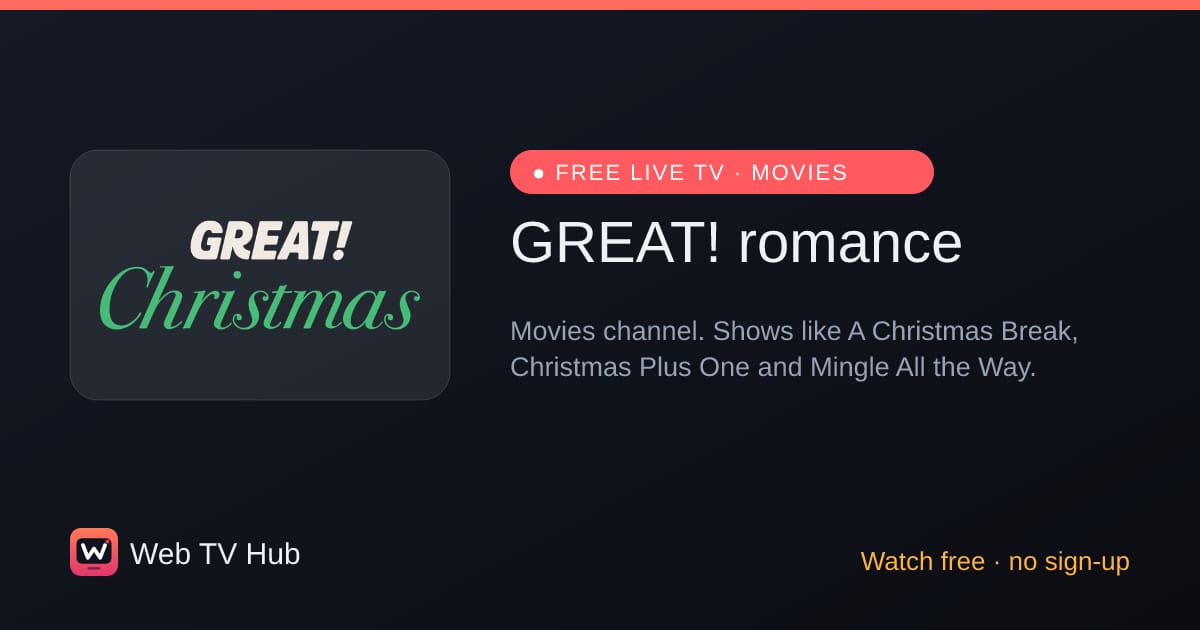 GREAT!
Christmas
• FREE LIVE TV · MOVIES
GREAT! romance
Movies channel. Shows like A Christmas Break,
Christmas Plus One and Mingle All the Way.
W
Web TV Hub
Watch free · no sign-up